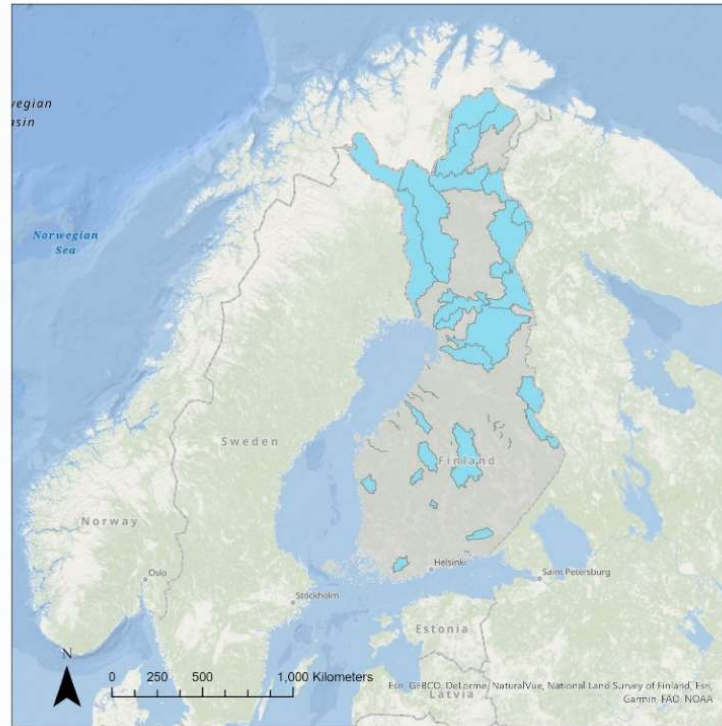 wegian
asin
Norwegian
Sea
Sweden
Finland
Norway
Oslo
Helsinki
Saint Petersburg
Stockholm
Estonia
N
0 250 500 1,000 Kilometers
Esri, GEBCO, DeLorme, NaturalVue, National Land Survey of Finland, Esri,
Garmin, FAO, NOAA
Latvia